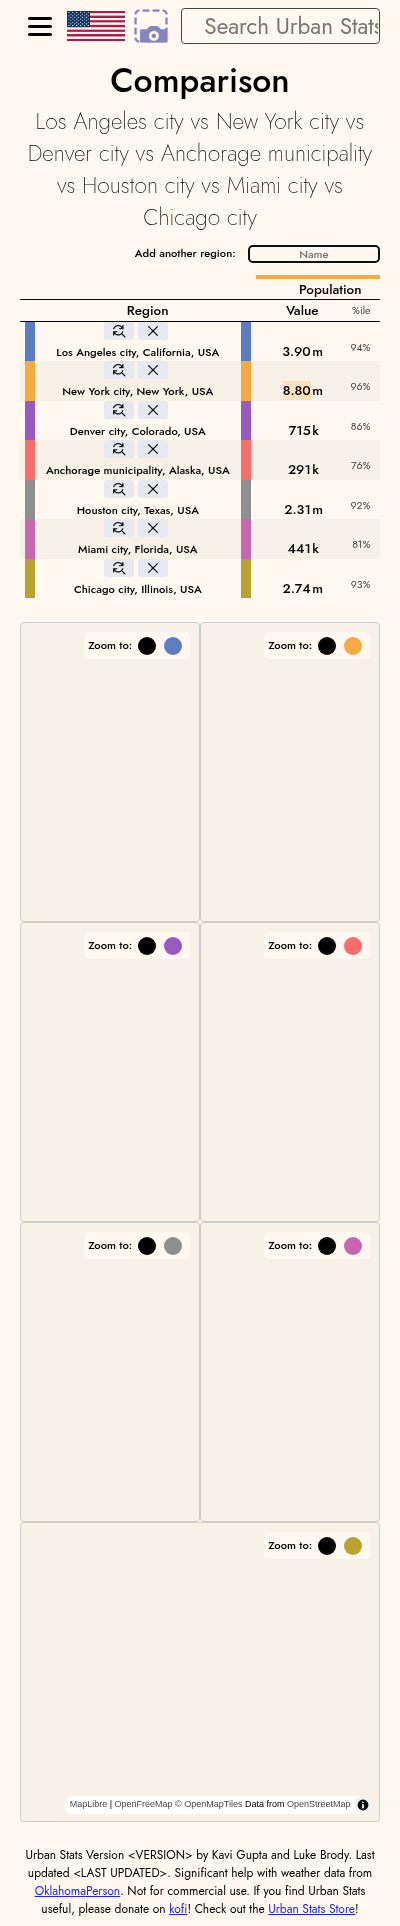 Search Urban Stats
Comparison
Los Angeles city vs New York city vs
Denver city vs Anchorage municipality
vs Houston city vs Miami city vs
Chicago city
Add another region: Name
Population
Region Value %ile
Los Angeles city, California, USA 3.90m 94%
New York city, New York, USA 8.80m 96%
Denver city, Colorado, USA 715k 86%
Anchorage municipality, Alaska, USA 291k 76%
Houston city, Texas, USA 2.31m 92%
Miami city, Florida, USA 441k 81%
Chicago city, Illinois, USA 2.74m 93%
Zoom to: Zoom to:
Zoom to: Zoom to:
Zoom to: Zoom to:
Zoom to:
MapLibre | OpenFreeMap © OpenMapTiles Data from OpenStreetMap
Urban Stats Version <VERSION> by Kavi Gupta and Luke Brody. Last
updated <LAST UPDATED>. Significant help with weather data from
OklahomaPerson. Not for commercial use. If you find Urban Stats
useful, please donate on kofi! Check out the Urban Stats Store!